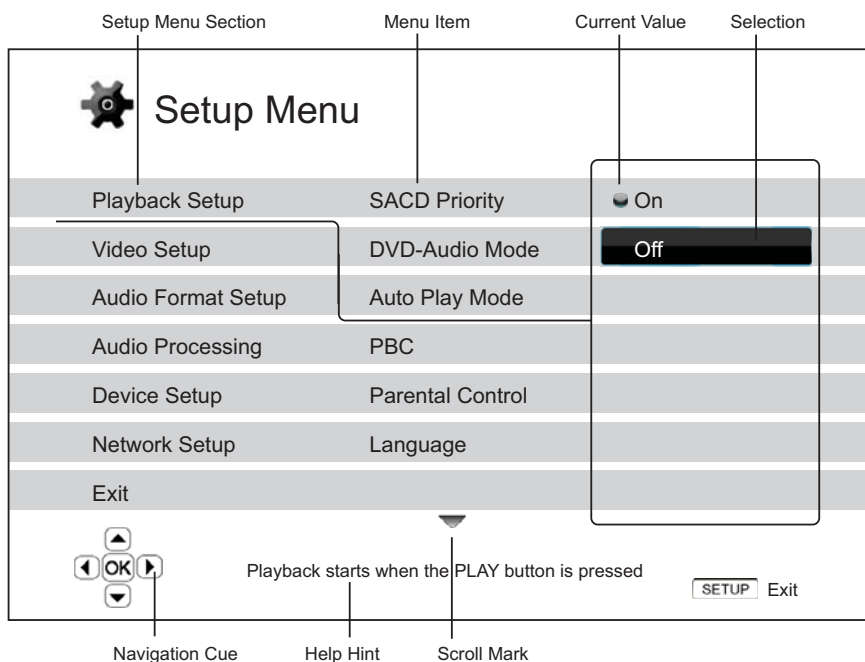 Setup Menu Section Menu Item Current Value Selection
Setup Menu
Playback Setup SACD Priority On
Video Setup DVD-Audio Mode Off
Audio Format Setup Auto Play Mode
Audio Processing PBC
Device Setup Parental Control
Network Setup Language
Exit
OK Playback starts when the PLAY button is pressed SETUP Exit
Navigation Cue Help Hint Scroll Mark